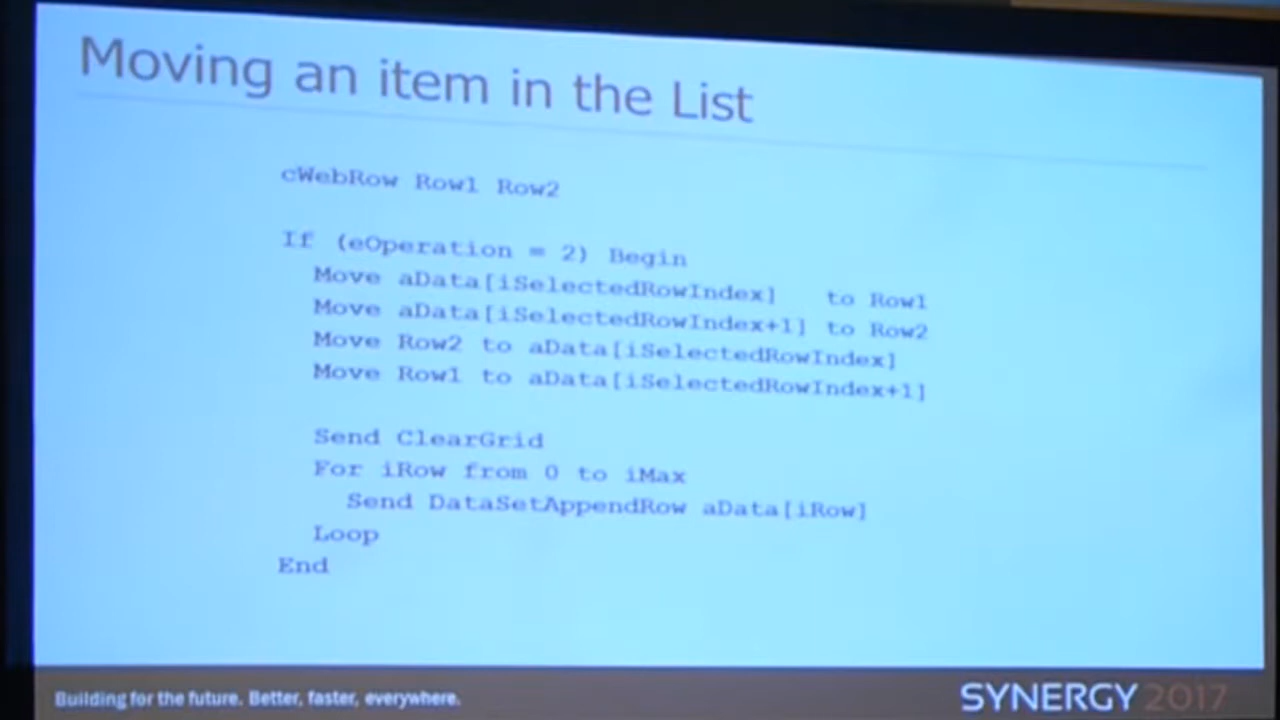 Moving an item in the List
cWebRow Row1 Row2
If (eOperation = 2) Begin
Move aData[iSelectedRowIndex] to Row1
Move aData[iSelectedRowIndex+1] to Row2
Move Row2 to aData[iSelectedRowIndex]
Move Row1 to aData[iSelectedRowIndex+1]
Send ClearGrid
For iRow from 0 to iMax
Send DataSetAppendRow aData[iRow]
Loop
End
Building for the future. Better, faster, everywhere.
SYNERGY 2017